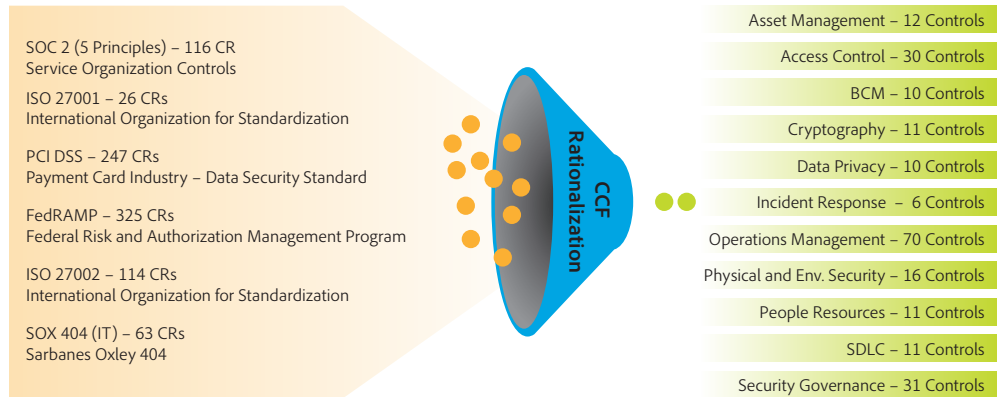 SOC 2 (5 Principles) – 116 CR
Service Organization Controls
ISO 27001 – 26 CRs
International Organization for Standardization
PCI DSS – 247 CRs
Payment Card Industry – Data Security Standard
FedRAMP – 325 CRs
Federal Risk and Authorization Management Program
ISO 27002 – 114 CRs
International Organization for Standardization
SOX 404 (IT) – 63 CRs
Sarbanes Oxley 404
CCF
Rationalization
Asset Management – 12 Controls
Access Control – 30 Controls
BCM – 10 Controls
Cryptography – 11 Controls
Data Privacy – 10 Controls
Incident Response – 6 Controls
Operations Management – 70 Controls
Physical and Env. Security – 16 Controls
People Resources – 11 Controls
SDLC – 11 Controls
Security Governance – 31 Controls